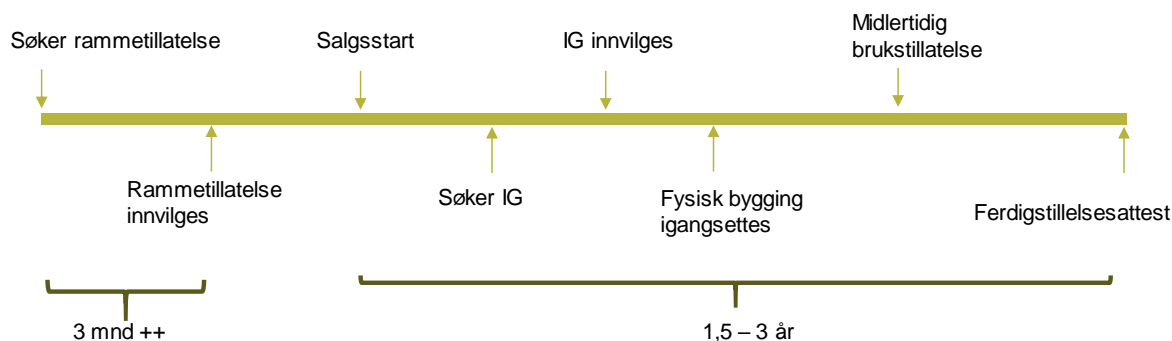 Søker rammetillatelse
Salgsstart
IG innvilges
Midlertidig
brukstillatelse
Rammetillatelse
innvilges
Søker IG
Fysisk bygging
igangsettes
Ferdigstillelsesattest
3 mnd ++
1,5 – 3 år